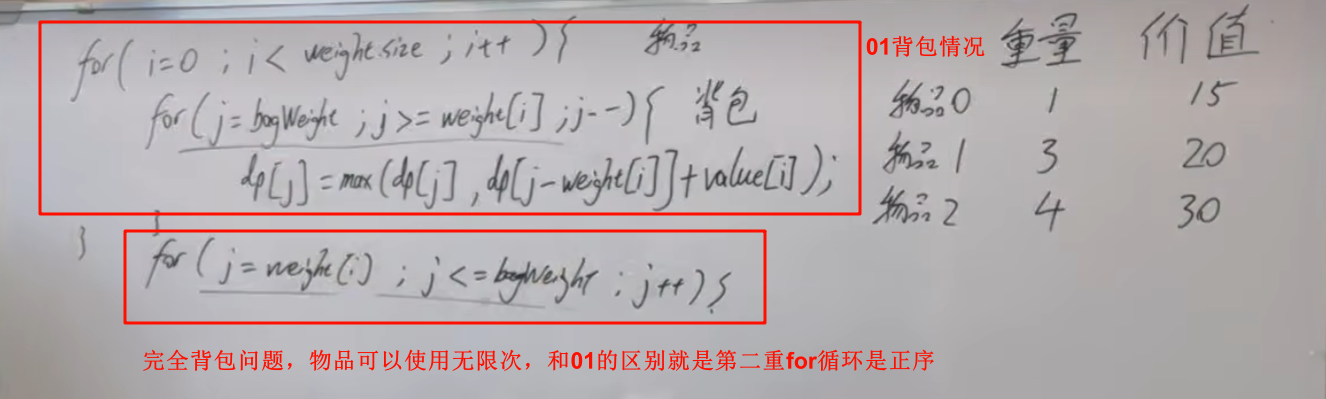 for( i=0 ; i< weight.size ; i++ ){ 物品
for( j=bagWeight ; j>= weight[i] ; j-- ){ 背包
dp[j] = max(dp[j] , dp[j-weight[i]]+value[i]);
}
}
for( j=weight[i] ; j<=bagWeight ; j++ ){
完全背包问题，物品可以使用无限次，和01的区别就是第二重for循环是正序
01背包情况 重量 价值
物品0 1 15
物品1 3 20
物品2 4 30